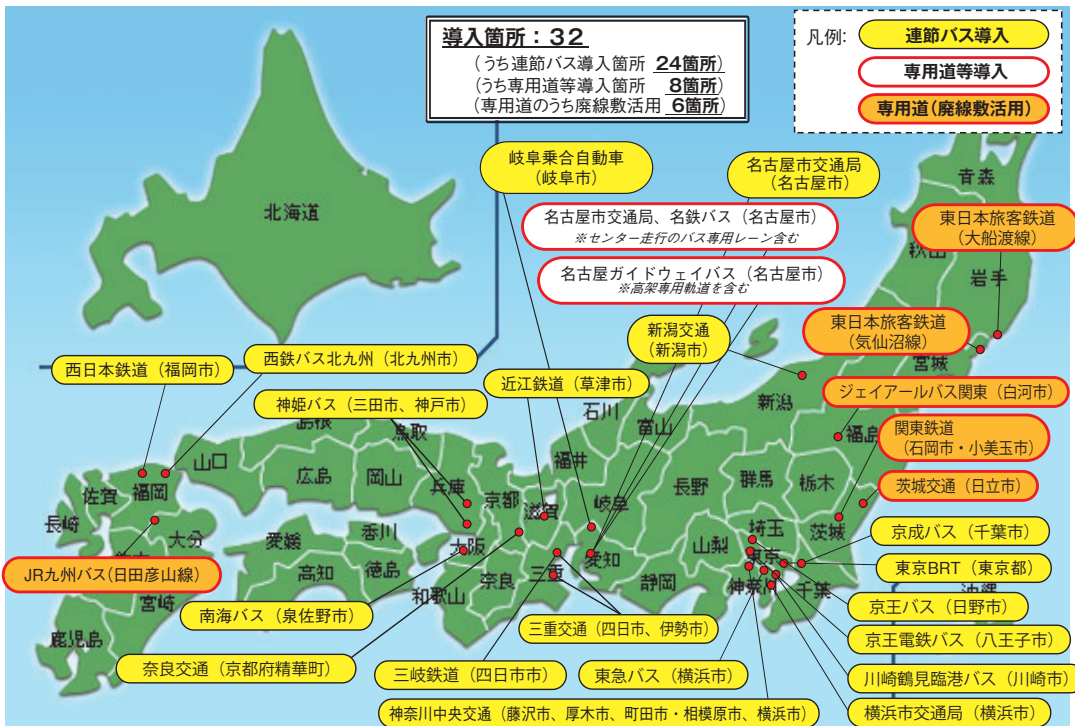 導入箇所：32
（うち連節バス導入箇所 24箇所）
（うち専用道等導入箇所 8箇所）
（専用道のうち廃線敷活用 6箇所）
凡例:
連節バス導入
専用道等導入
専用道（廃線敷活用）
北海道
岐阜乗合自動車
（岐阜市）
名古屋市交通局
（名古屋市）
名古屋市交通局、名鉄バス（名古屋市）
※センター走行のバス専用レーン含む
名古屋ガイドウェイバス（名古屋市）
※高架専用軌道を含む
新潟交通
（新潟市）
青森
東日本旅客鉄道
（大船渡線）
秋田
岩手
東日本旅客鉄道
（気仙沼線）
宮城
西日本鉄道（福岡市）
西鉄バス北九州（北九州市）
神姫バス（三田市、神戸市）
近江鉄道（草津市）
ジェイアールバス関東（白河市）
関東鉄道
（石岡市・小美玉市）
茨城交通（日立市）
新潟
福島
石川
富山
島根
鳥取
山口
広島
岡山
兵庫
京都
滋賀
福井
岐阜
長野
群馬
栃木
茨城
埼玉
東京
山梨
神奈川
千葉
静岡
愛知
三重
奈良
大阪
和歌山
香川
徳島
愛媛
高知
佐賀
福岡
長崎
大分
宮崎
鹿児島
沖縄
JR九州バス(日田彦山線)
京成バス（千葉市）
東京BRT（東京都）
京王バス（日野市）
京王電鉄バス（八王子市）
川崎鶴見臨港バス（川崎市）
横浜市交通局（横浜市）
南海バス（泉佐野市）
三重交通（四日市、伊勢市）
奈良交通（京都府精華町）
三岐鉄道（四日市市）
東急バス（横浜市）
神奈川中央交通（藤沢市、厚木市、町田市・相模原市、横浜市）